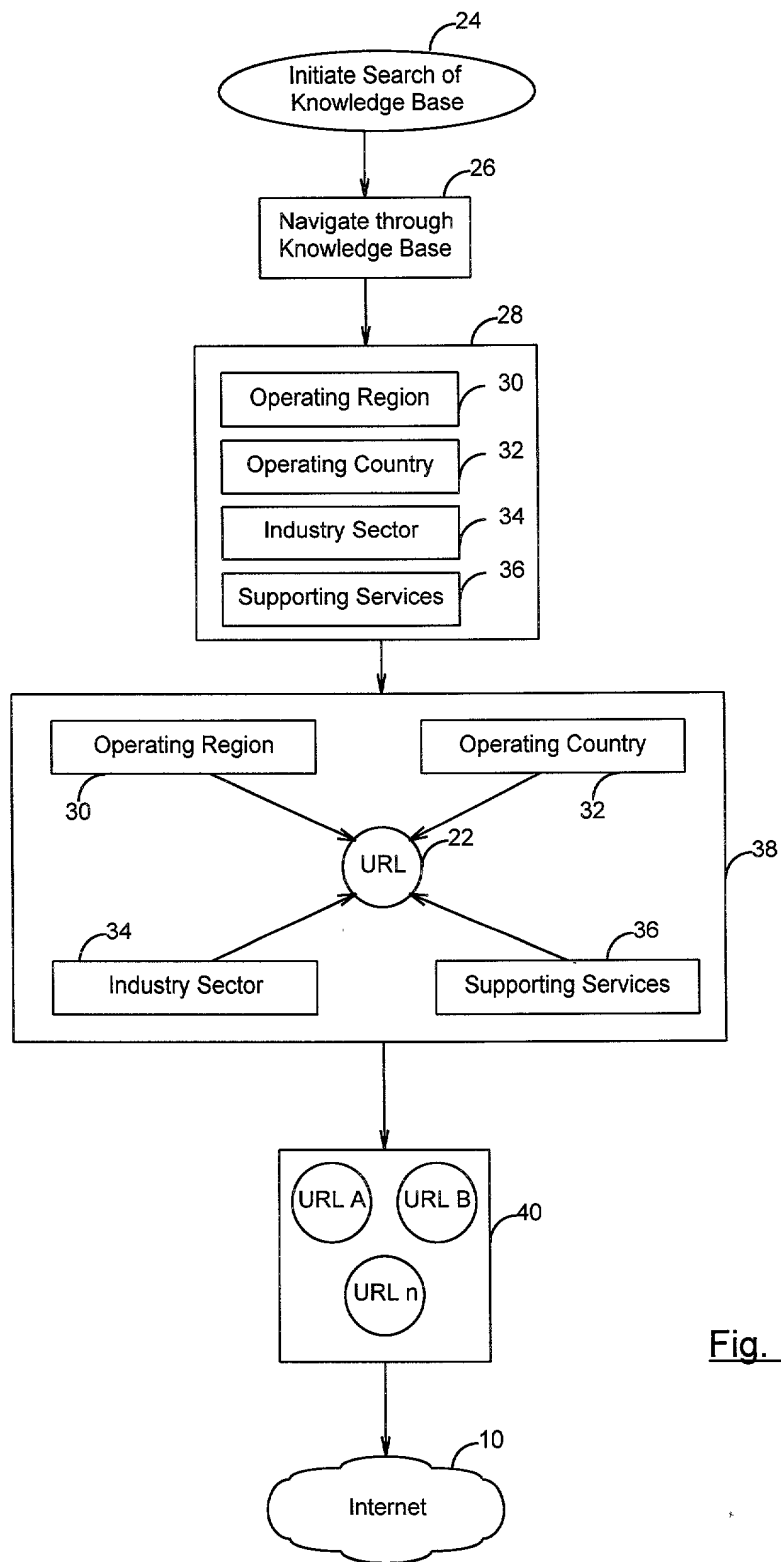 24
Initiate Search of
Knowledge Base
26
Navigate through
Knowledge Base
28
Operating Region
30
Operating Country
32
Industry Sector
34
Supporting Services
36
Operating Region
30
Operating Country
32
URL
22
38
34
Industry Sector
36
Supporting Services
URL A
URL B
40
URL n
Fig.
10
Internet